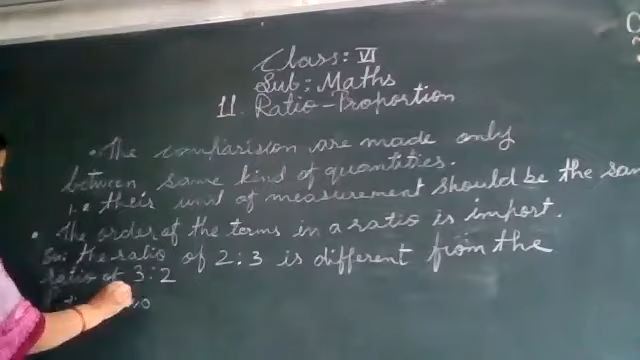 Class: VI
Sub: Maths
11. Ratio-Proportion
• The comparision are made only
between same kind of quantities.
i.e their unit of measurement should be the sam
• The order of the terms in a ratio is import.
Ex: the ratio of 2:3 is different from the
ratio of 3:2